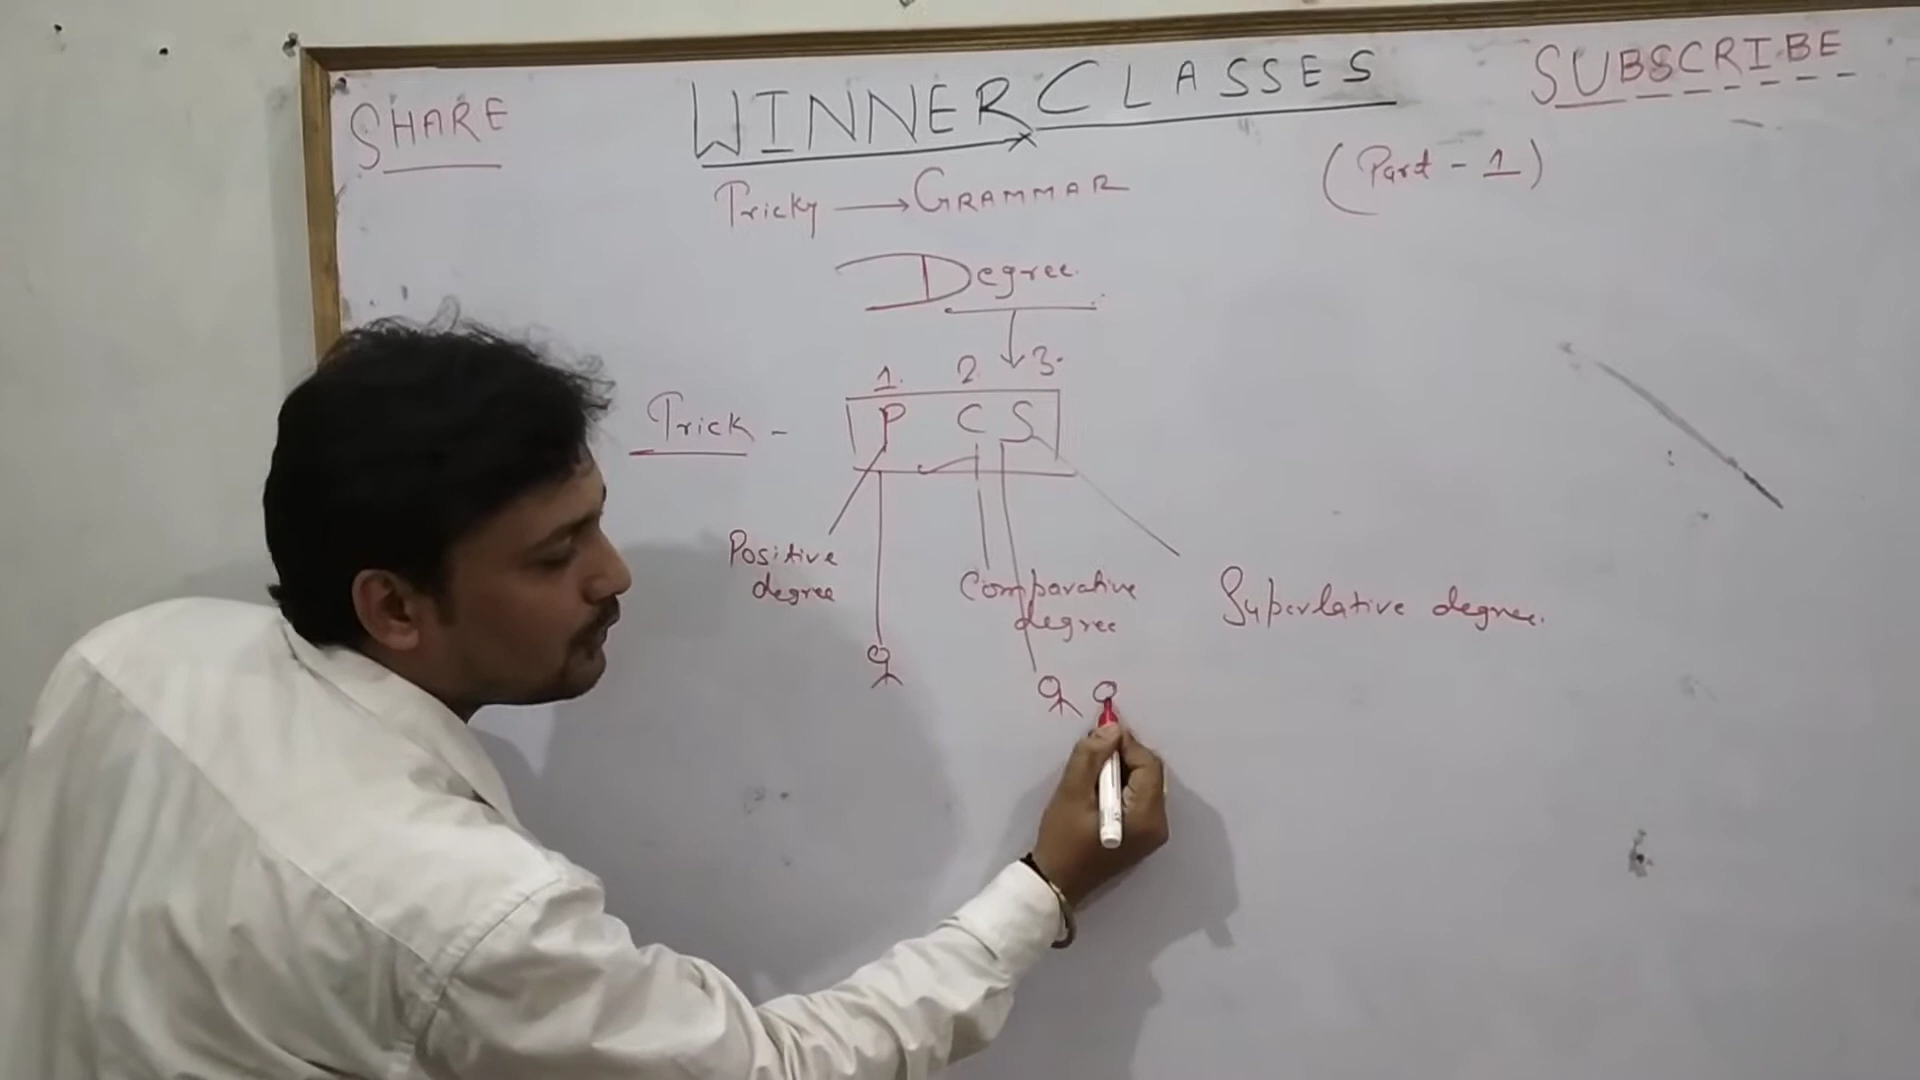 SHARE
WINNER CLASSES
SUBSCRIBE
Tricky → GRAMMAR
(Part - 1)
Degree.
1. 2 3.
Trick - P C S
Positive degree
Comparative degree
Superlative degree.